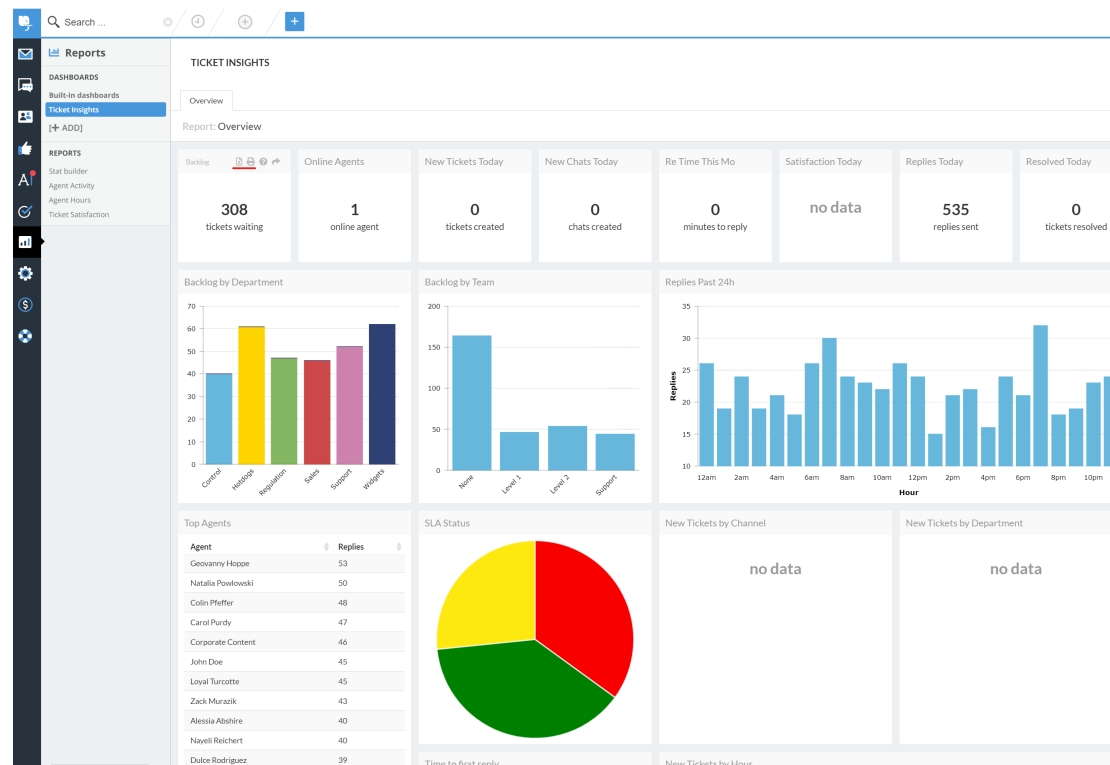 Search ...
+
Reports
DASHBOARDS
Built-in dashboards
Ticket Insights
[+ ADD]
REPORTS
Stat builder
Agent Activity
Agent Hours
Ticket Satisfaction
TICKET INSIGHTS
Overview
Report: Overview
Backlog
308
tickets waiting
Online Agents
1
online agent
New Tickets Today
0
tickets created
New Chats Today
0
chats created
Re Time This Mo
0
minutes to reply
Satisfaction Today
no data
Replies Today
535
replies sent
Resolved Today
0
tickets resolved
Backlog by Department
70
60
50
40
30
20
10
0
Control
Hotdogs
Regulation
Sales
Support
Widgets
Backlog by Team
200
150
100
50
0
None
Level 1
Level 2
Support
Replies Past 24h
Replies
35
30
25
20
15
10
12am 2am 4am 6am 8am 10am 12pm 2pm 4pm 6pm 8pm 10pm
Hour
Top Agents
Agent Replies
Geovanny Hoppe 53
Natalia Powlowski 50
Colin Pfeffer 48
Carol Purdy 47
Corporate Content 46
John Doe 45
Loyal Turcotte 45
Zack Murazik 43
Alessia Abshire 40
Nayeli Reichert 40
Dulce Rodriguez 39
SLA Status
New Tickets by Channel
no data
New Tickets by Department
no data
Time to first reply
New Tickets by Hour